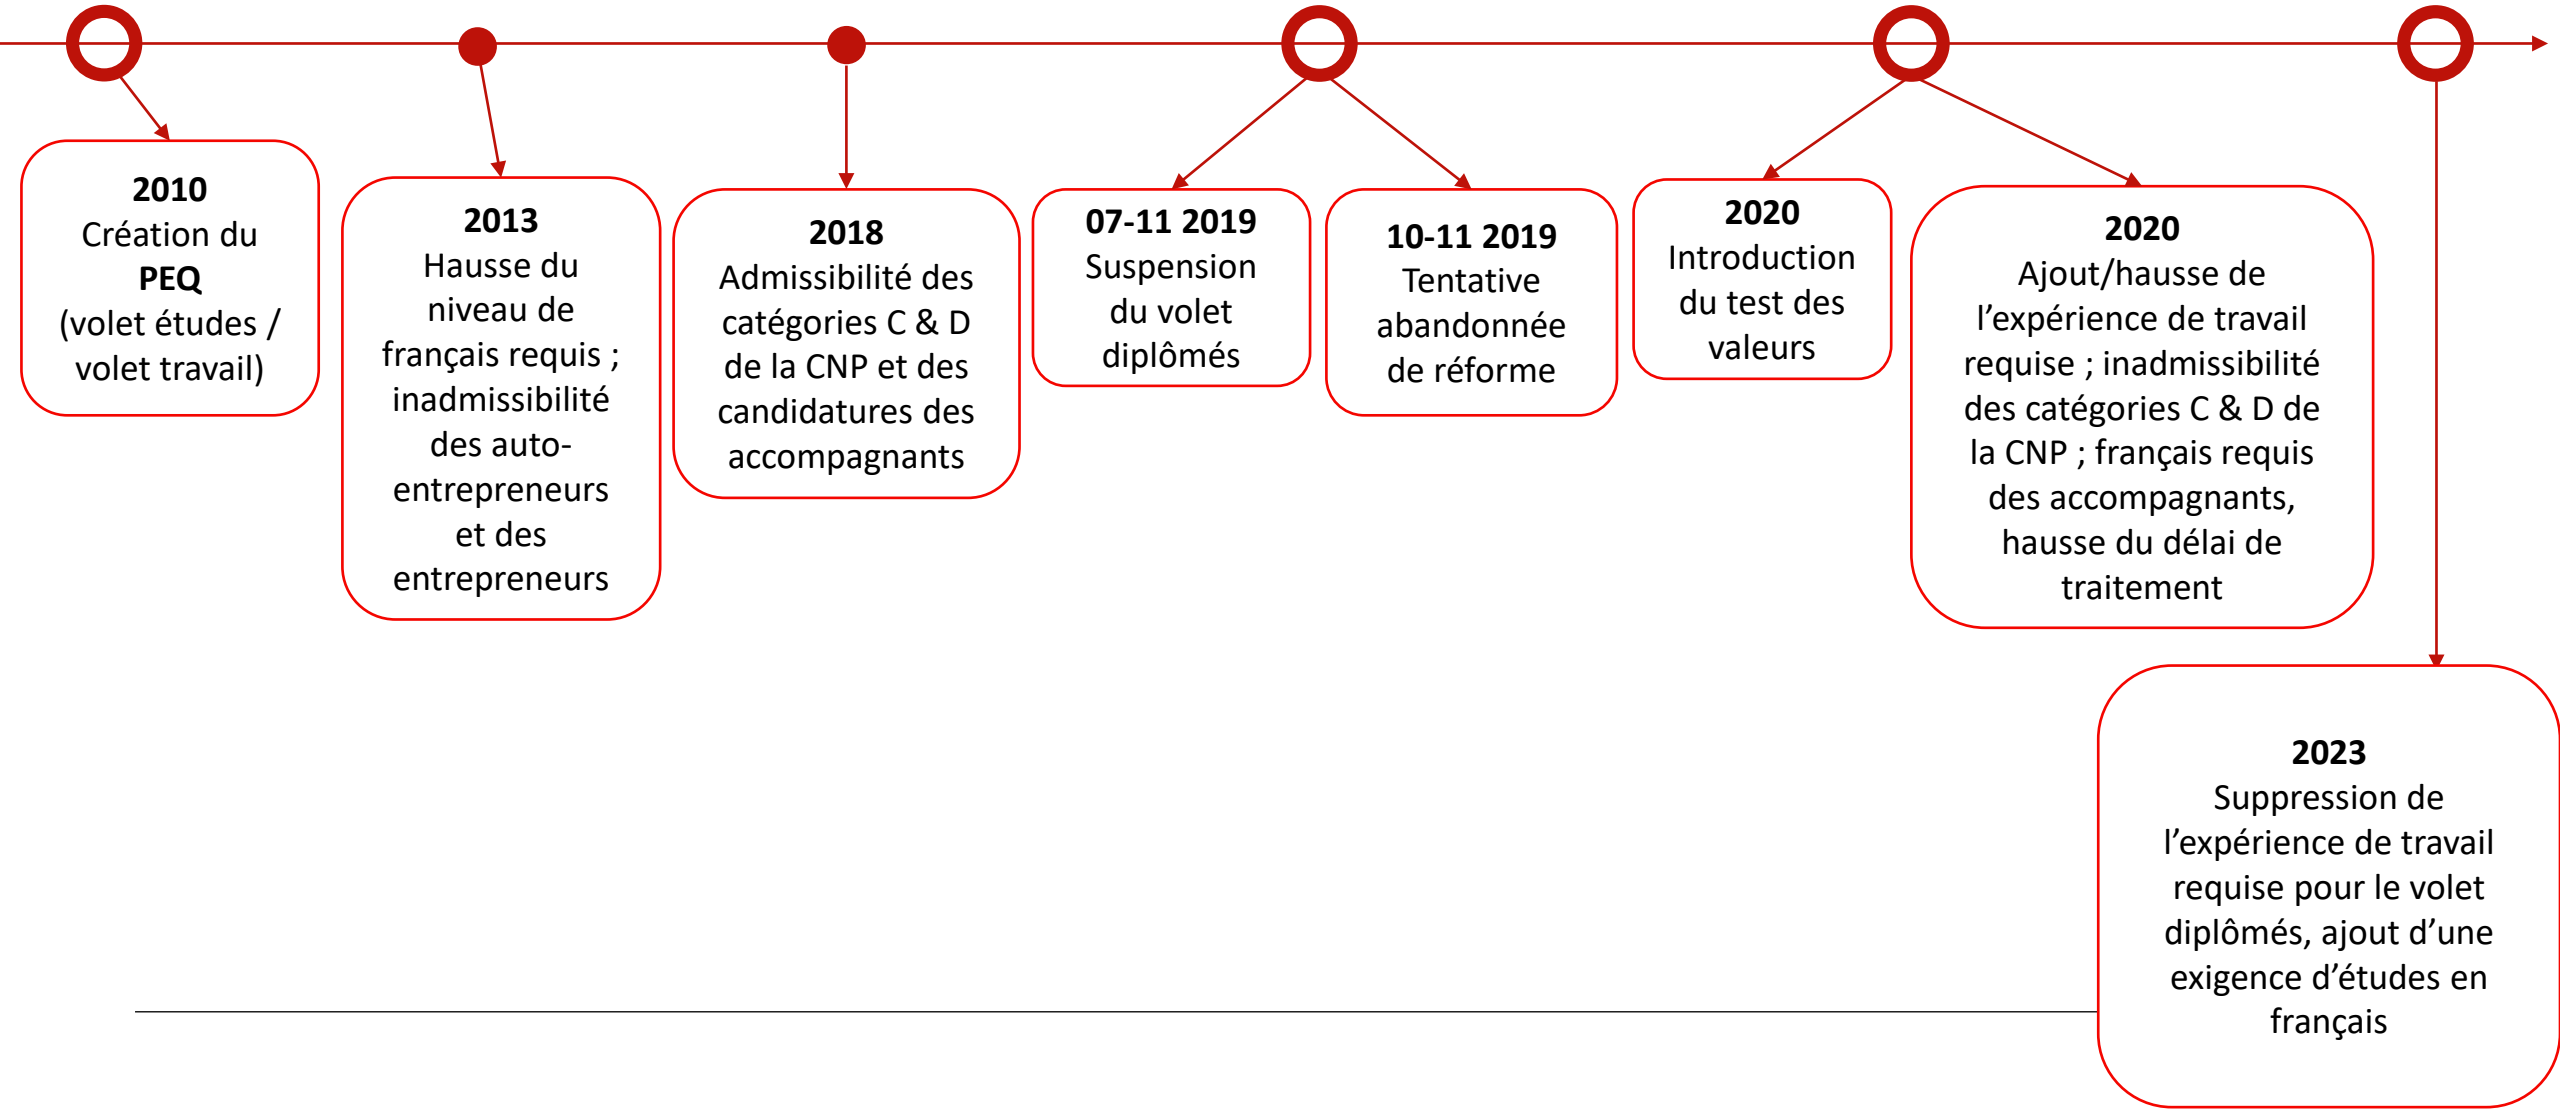 2010
Création du
PEQ
(volet études /
volet travail)
2013
Hausse du
niveau de
français requis ;
inadmissibilité
des auto-
entrepreneurs
et des
entrepreneurs
2018
Admissibilité des
catégories C & D
de la CNP et des
candidatures des
accompagnants
07-11 2019
Suspension
du volet
diplômés
10-11 2019
Tentative
abandonnée
de réforme
2020
Introduction
du test des
valeurs
2020
Ajout/hausse de
l’expérience de travail
requise ; inadmissibilité
des catégories C & D de
la CNP ; français requis
des accompagnants,
hausse du délai de
traitement
2023
Suppression de
l’expérience de travail
requise pour le volet
diplômés, ajout d’une
exigence d’études en
français